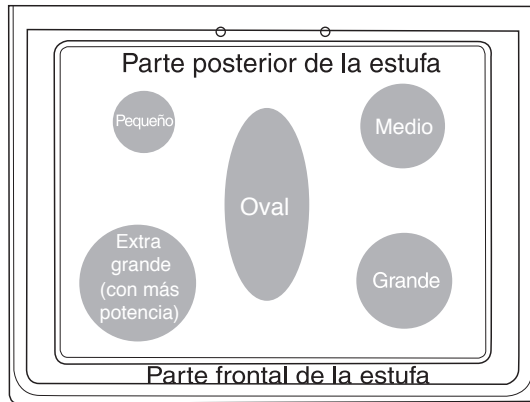 Parte posterior de la estufa
Pequeño
Medio
Oval
Extra
grande
(con más
potencia)
Grande
Parte frontal de la estufa